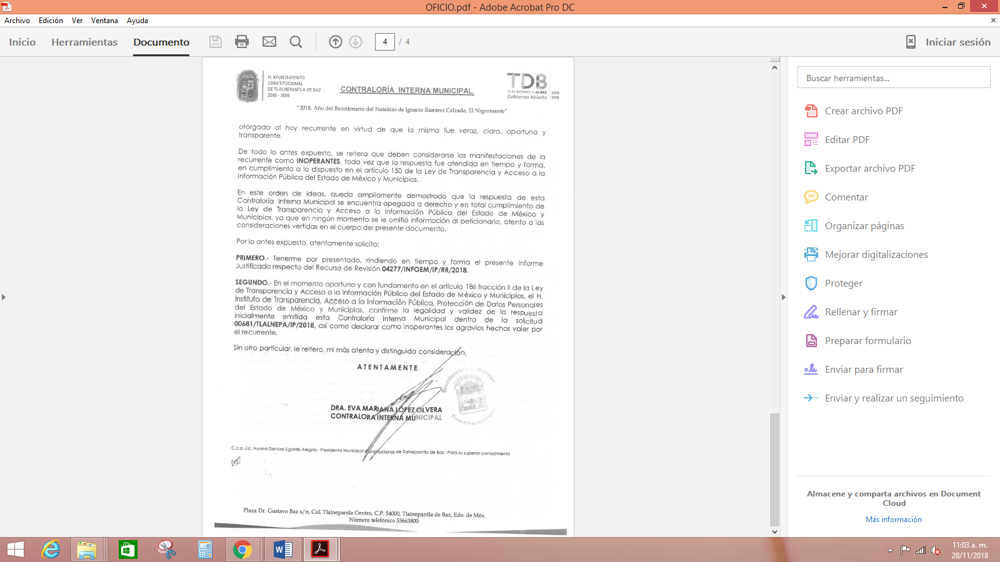 OFICIO.pdf - Adobe Acrobat Pro DC
Archivo Edición Ver Ventana Ayuda
Inicio Herramientas Documento 4 / 4 Iniciar sesión
H. AYUNTAMIENTO
CONSTITUCIONAL
DE TLALNEPANTLA DE BAZ
2016 - 2018
CONTRALORÍA INTERNA MUNICIPAL
TDB
TLALNEPANTLA de BAZ 2016
Gobierno Abierto 2018
"2018. Año del Bicentenario del Natalicio de Ignacio Ramírez Calzada, El Nigromante"
otorgada al hoy recurrente en virtud de que la misma fue veraz, clara, oportuna y
transparente.
De todo lo antes expuesto, se reitera que deben considerarse las manifestaciones de la
recurrente como INOPERANTES, toda vez que la respuesta fue atendida en tiempo y forma,
en cumplimiento a lo dispuesto en el artículo 150 de la Ley de Transparencia y Acceso a la
Información Pública del Estado de México y Municipios.
En este orden de ideas, queda ampliamente demostrado que la respuesta de esta
Contraloría Interna Municipal se encuentra apegada a derecho y en total cumplimiento de
la Ley de Transparencia y Acceso a la Información Pública del Estado de México y
Municipios, ya que en ningún momento se le omitió información al peticionario, atento a las
consideraciones vertidas en el cuerpo del presente documento.
Por lo antes expuesto, atentamente solicito:
PRIMERO.- Tenerme por presentado, rindiendo en tiempo y forma el presente Informe
Justificado respecto del Recurso de Revisión 04277/INFOEM/IP/RR/2018.
SEGUNDO.- En el momento oportuno y con fundamento en el artículo 186 fracción II de la Ley
de Transparencia y Acceso a la Información Pública del Estado de México y Municipios, el H.
Instituto de Transparencia, Acceso a la Información Pública, Protección de Datos Personales
del Estado de México y Municipios, confirme la legalidad y validez de la respuesta
inicialmente emitida esta Contraloría Interna Municipal dentro de la solicitud
00681/TLALNEPA/IP/2018, así como declarar como inoperantes los agravios hechos valer por
el recurrente.
Sin otro particular, le reitero, mi más atenta y distinguida consideración.
ATENTAMENTE
DRA. EVA MARIANA LÓPEZ OLVERA
CONTRALORA INTERNA MUNICIPAL
C.c.p. Lic. Aurora Denisse Ugalde Alegría.- Presidenta Municipal Constitucional de Tlalnepantla de Baz.- Para su superior conocimiento
Plaza Dr. Gustavo Baz s/n, Col. Tlalnepantla Centro, C.P. 54000, Tlalnepantla de Baz, Edo. de Méx.
Número telefónico 53663800
Buscar herramientas...
Crear archivo PDF
Editar PDF
Exportar archivo PDF
Comentar
Organizar páginas
Mejorar digitalizaciones
Proteger
Rellenar y firmar
Preparar formulario
Enviar para firmar
Enviar y realizar un seguimiento
Almacene y comparta archivos en Document
Cloud
Más información
11:03 a. m.
28/11/2018